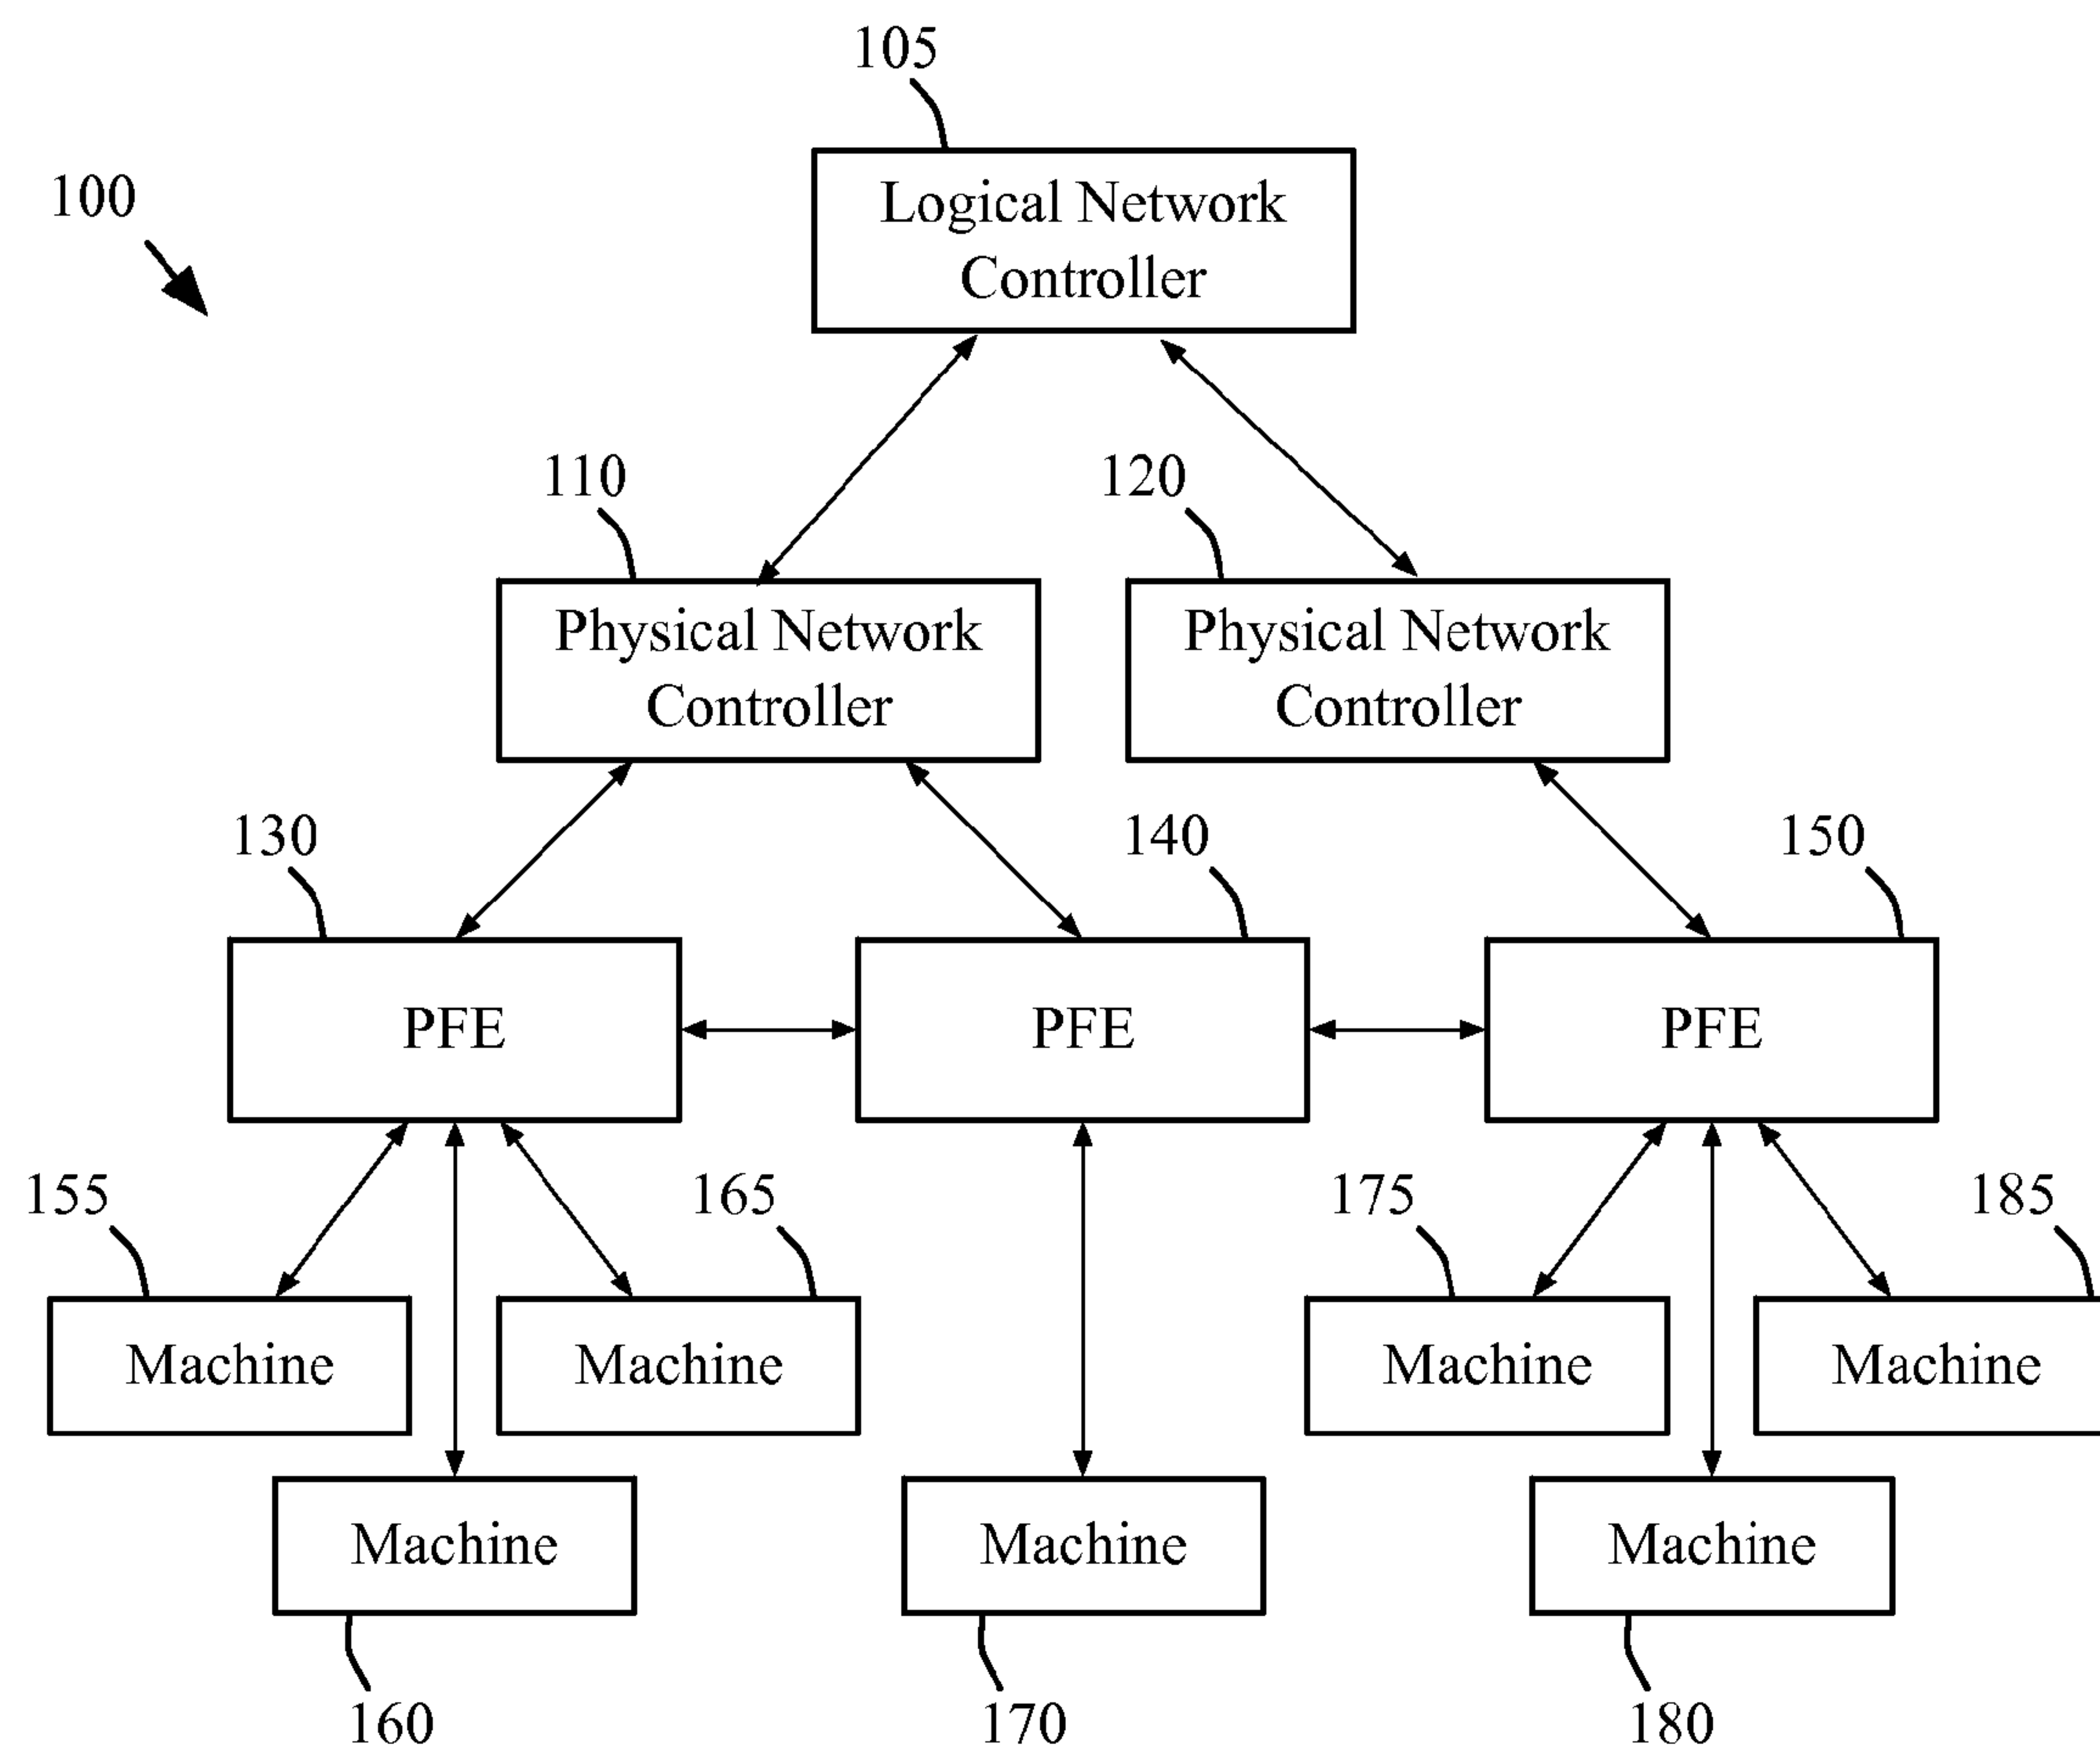 105
100
Logical Network
Controller
110
120
Physical Network
Controller
Physical Network
Controller
130
140
150
PFE
PFE
PFE
155
165
175
185
Machine
Machine
Machine
Machine
Machine
Machine
Machine
160
170
180